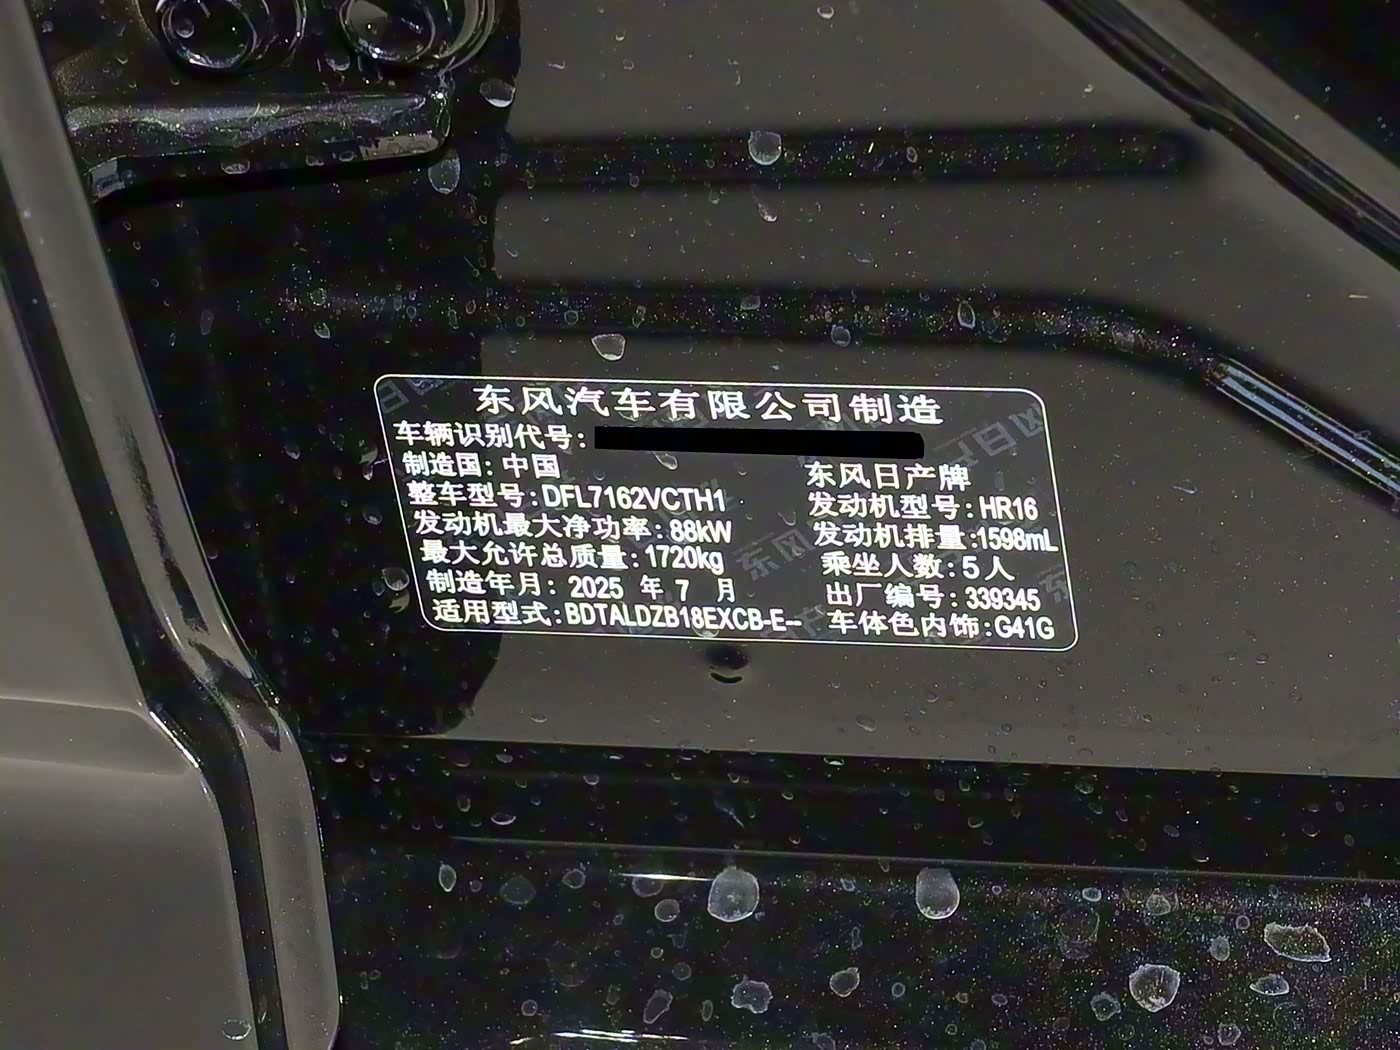 东风汽车有限公司制造
车辆识别代号:
制造国: 中国 东风日产牌
整车型号:DFL7162VCTH1 发动机型号: HR16
发动机最大净功率: 88kW 发动机排量:1598mL
最大允许总质量: 1720kg 乘坐人数: 5人
制造年月: 2025 年 7 月 出厂编号: 339345
适用型式: BDTALDZB18EXCB-E-- 车体色内饰:G41G